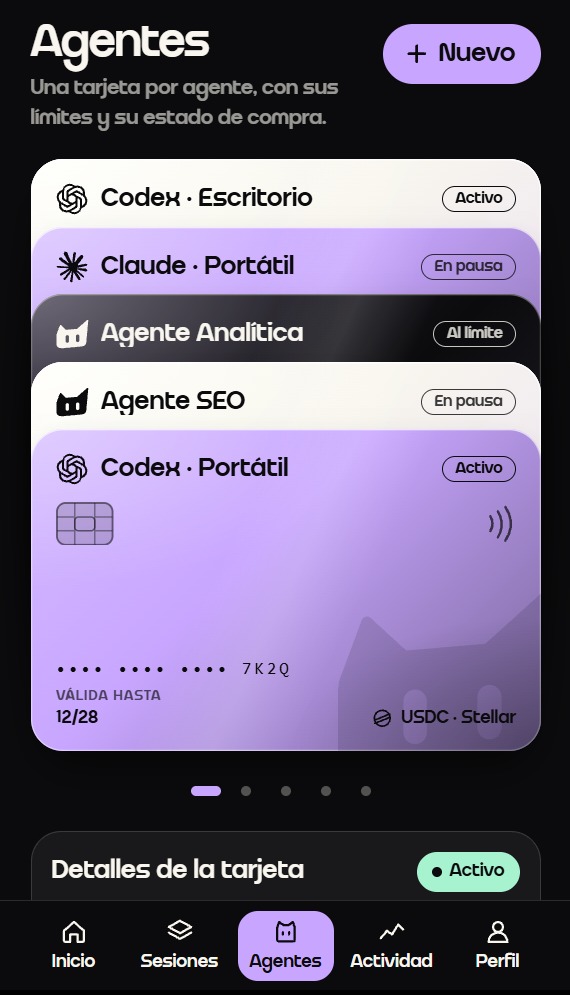 Agentes
+ Nuevo
Una tarjeta por agente, con sus
límites y su estado de compra.
Codex · Escritorio
Activo
Claude · Portátil
En pausa
Agente Analítica
Al límite
Agente SEO
En pausa
Codex · Portátil
Activo
•••• •••• •••• 7K2Q
VÁLIDA HASTA
12/28
USDC · Stellar
Detalles de la tarjeta
Activo
Inicio
Sesiones
Agentes
Actividad
Perfil